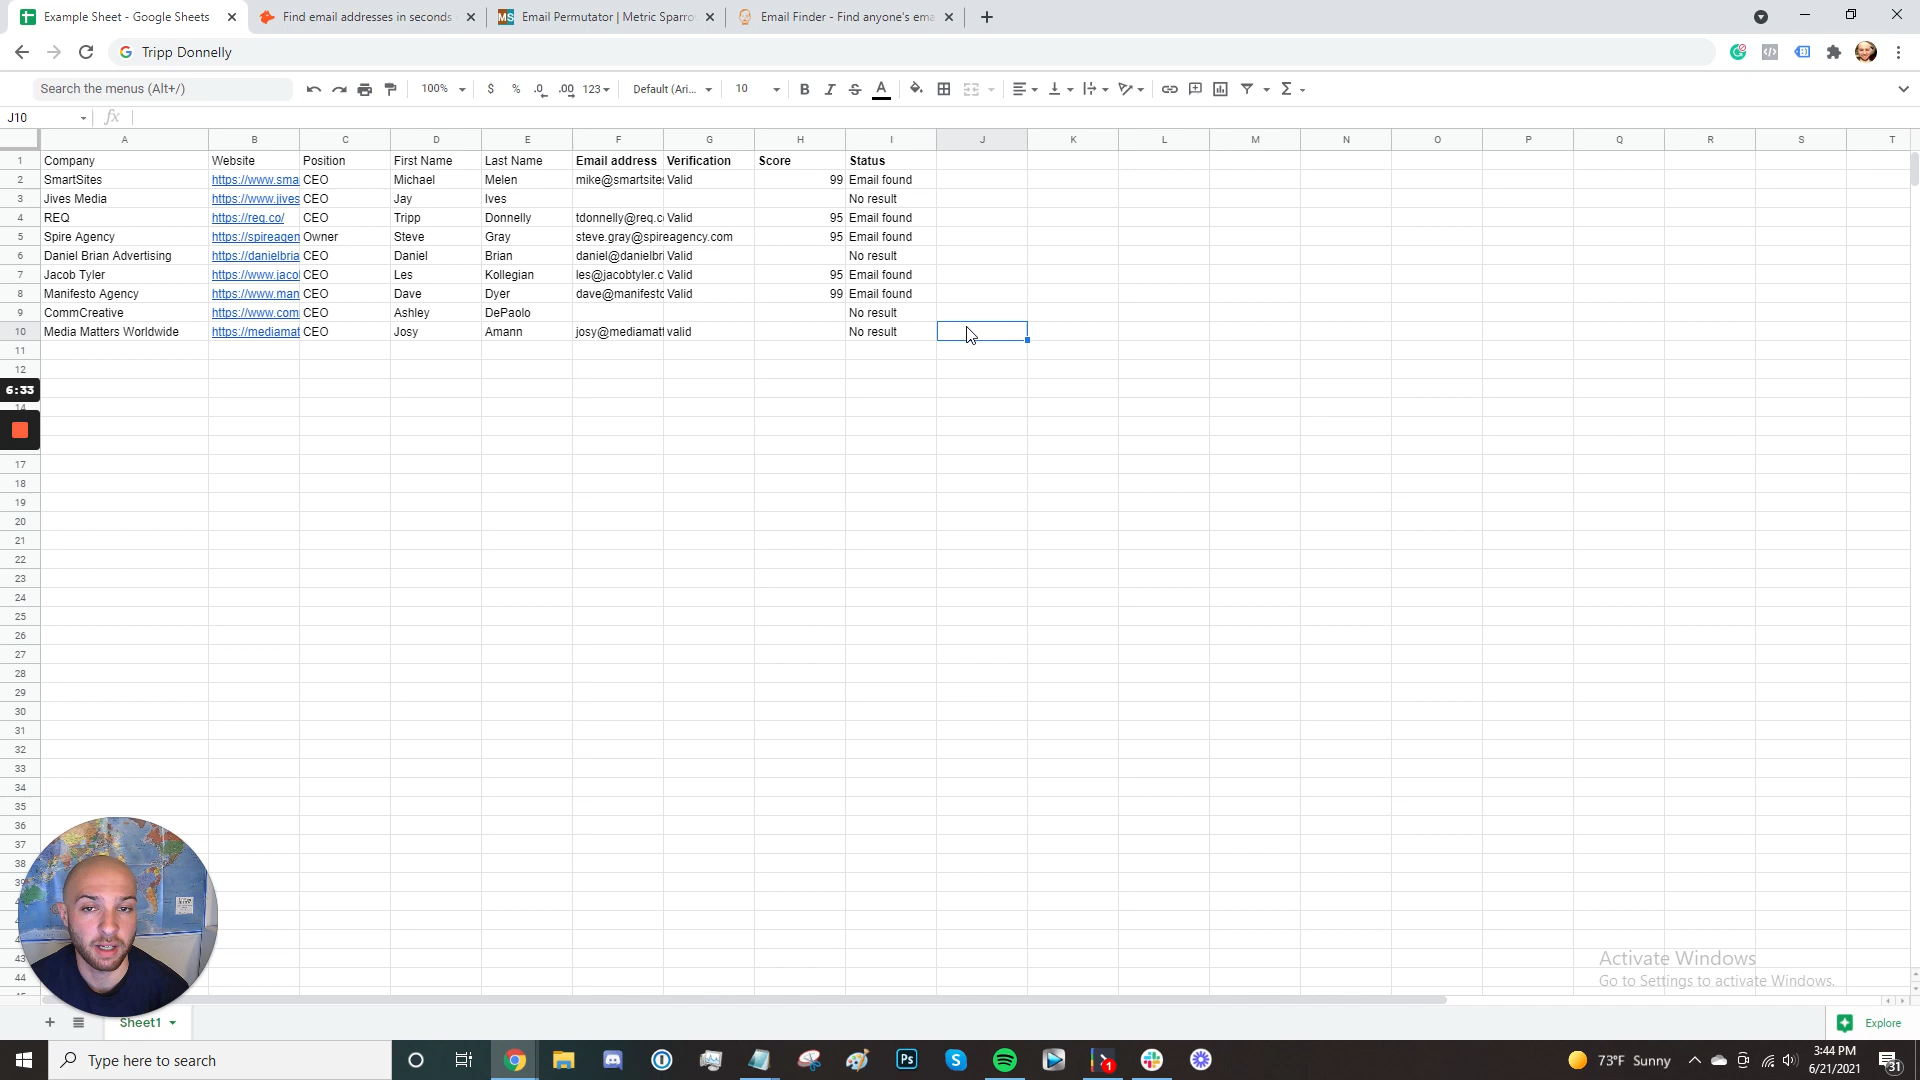 Example Sheet - Google Sheets
Find email addresses in seconds
MS Email Permutator | Metric Sparro
Email Finder - Find anyone's ema
Tripp Donnelly
Search the menus (Alt+/)
100%
$ % .0 .00 123
Default (Ari...
10
B I S A
J10
fx
A B C D E F G H I J K L M N O P Q R S T
1 Company Website Position First Name Last Name Email address Verification Score Status
2 SmartSites https://www.sma CEO Michael Melen mike@smartsite Valid 99 Email found
3 Jives Media https://www.jives CEO Jay Ives No result
4 REQ https://req.co/ CEO Tripp Donnelly tdonnelly@req.c Valid 95 Email found
5 Spire Agency https://spireagen Owner Steve Gray steve.gray@spireagency.com 95 Email found
6 Daniel Brian Advertising https://danielbria CEO Daniel Brian daniel@danielbr Valid No result
7 Jacob Tyler https://www.jaco CEO Les Kollegian les@jacobtyler.c Valid 95 Email found
8 Manifesto Agency https://www.man CEO Dave Dyer dave@manifesto Valid 99 Email found
9 CommCreative https://www.com CEO Ashley DePaolo No result
10 Media Matters Worldwide https://mediamat CEO Josy Amann josy@mediamat valid No result
11
12
6:33
14
17
18
19
20
21
22
23
24
25
26
27
28
29
30
31
32
33
34
35
36
37
38
39
43
44
Activate Windows
Go to Settings to activate Windows.
Sheet1
Explore
Type here to search
Ps
1
73°F Sunny
3:44 PM
6/21/2021
31